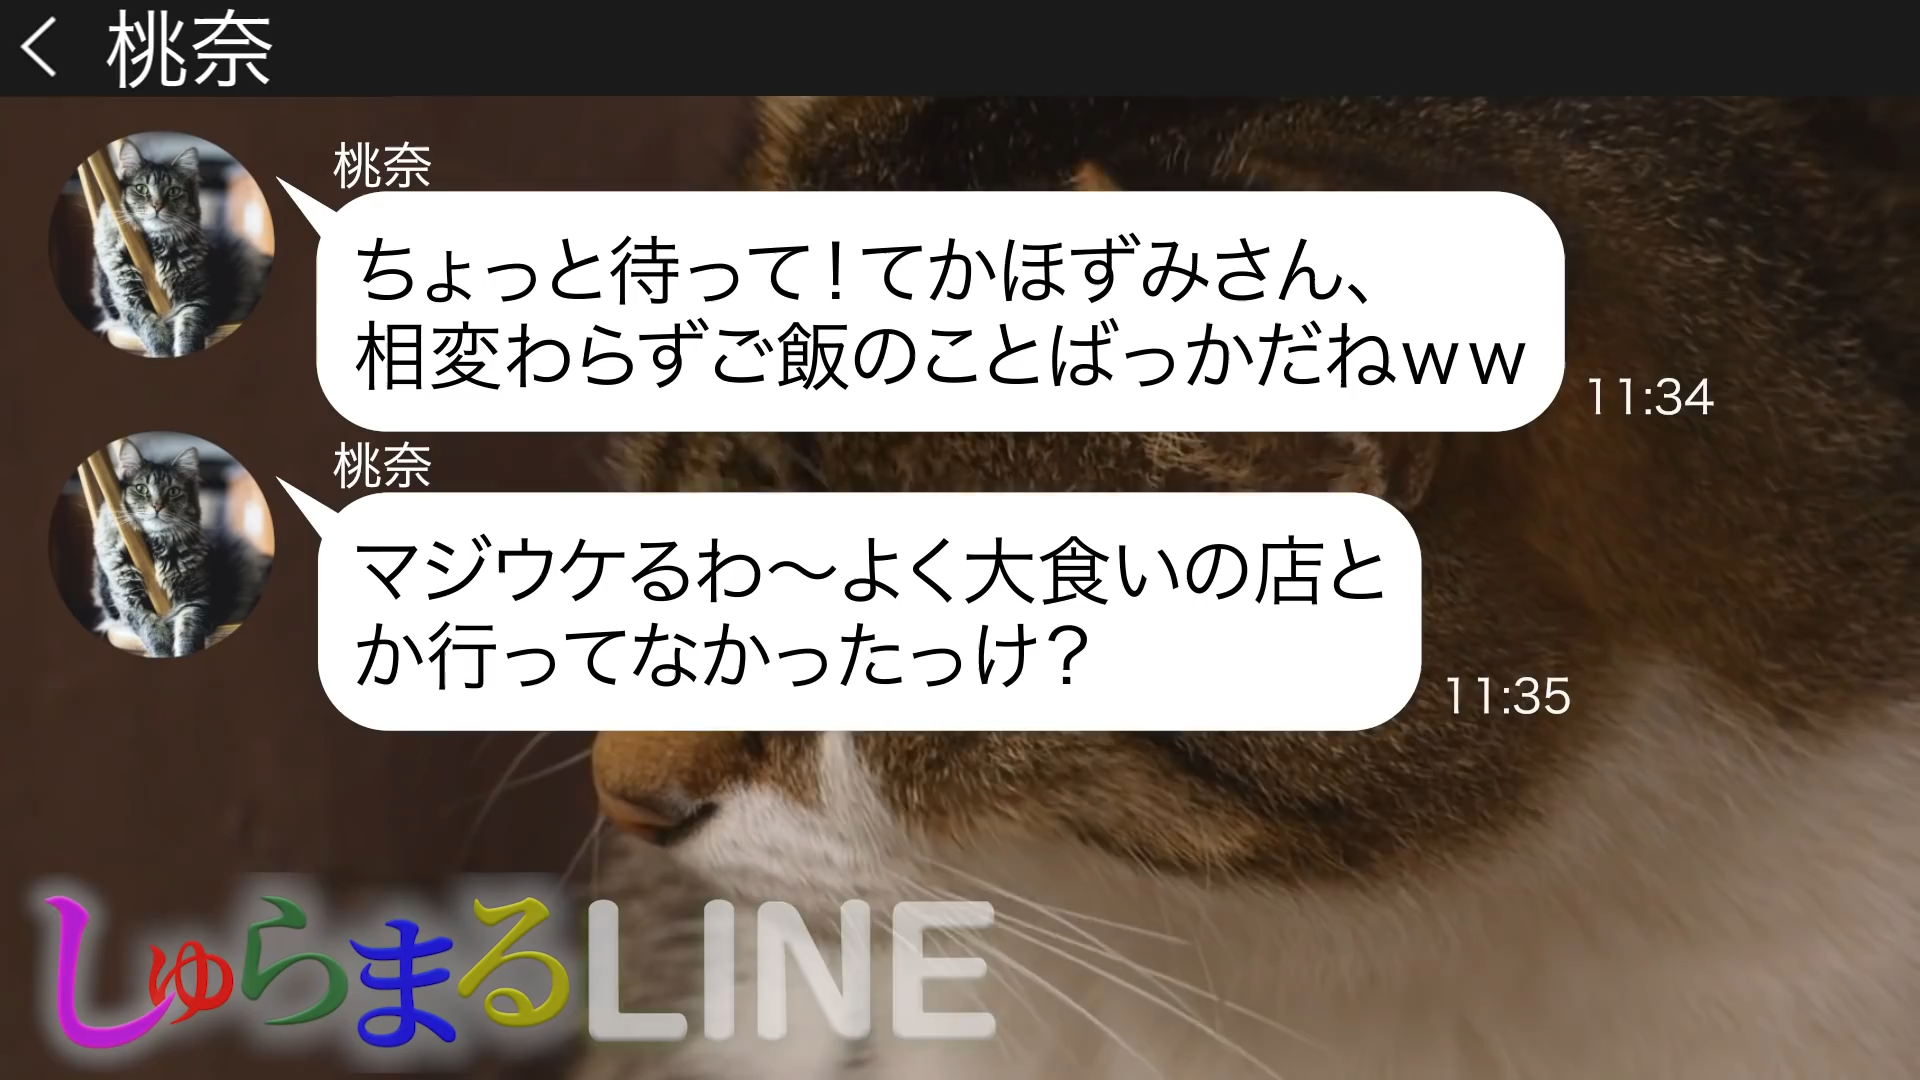 桃奈
桃奈
ちょっと待って！てかほずみさん、
相変わらずご飯のことばっかだねｗｗ
11:34
桃奈
マジウケるわ〜よく大食いの店と
か行ってなかったっけ？
11:35
しゅらまるLINE